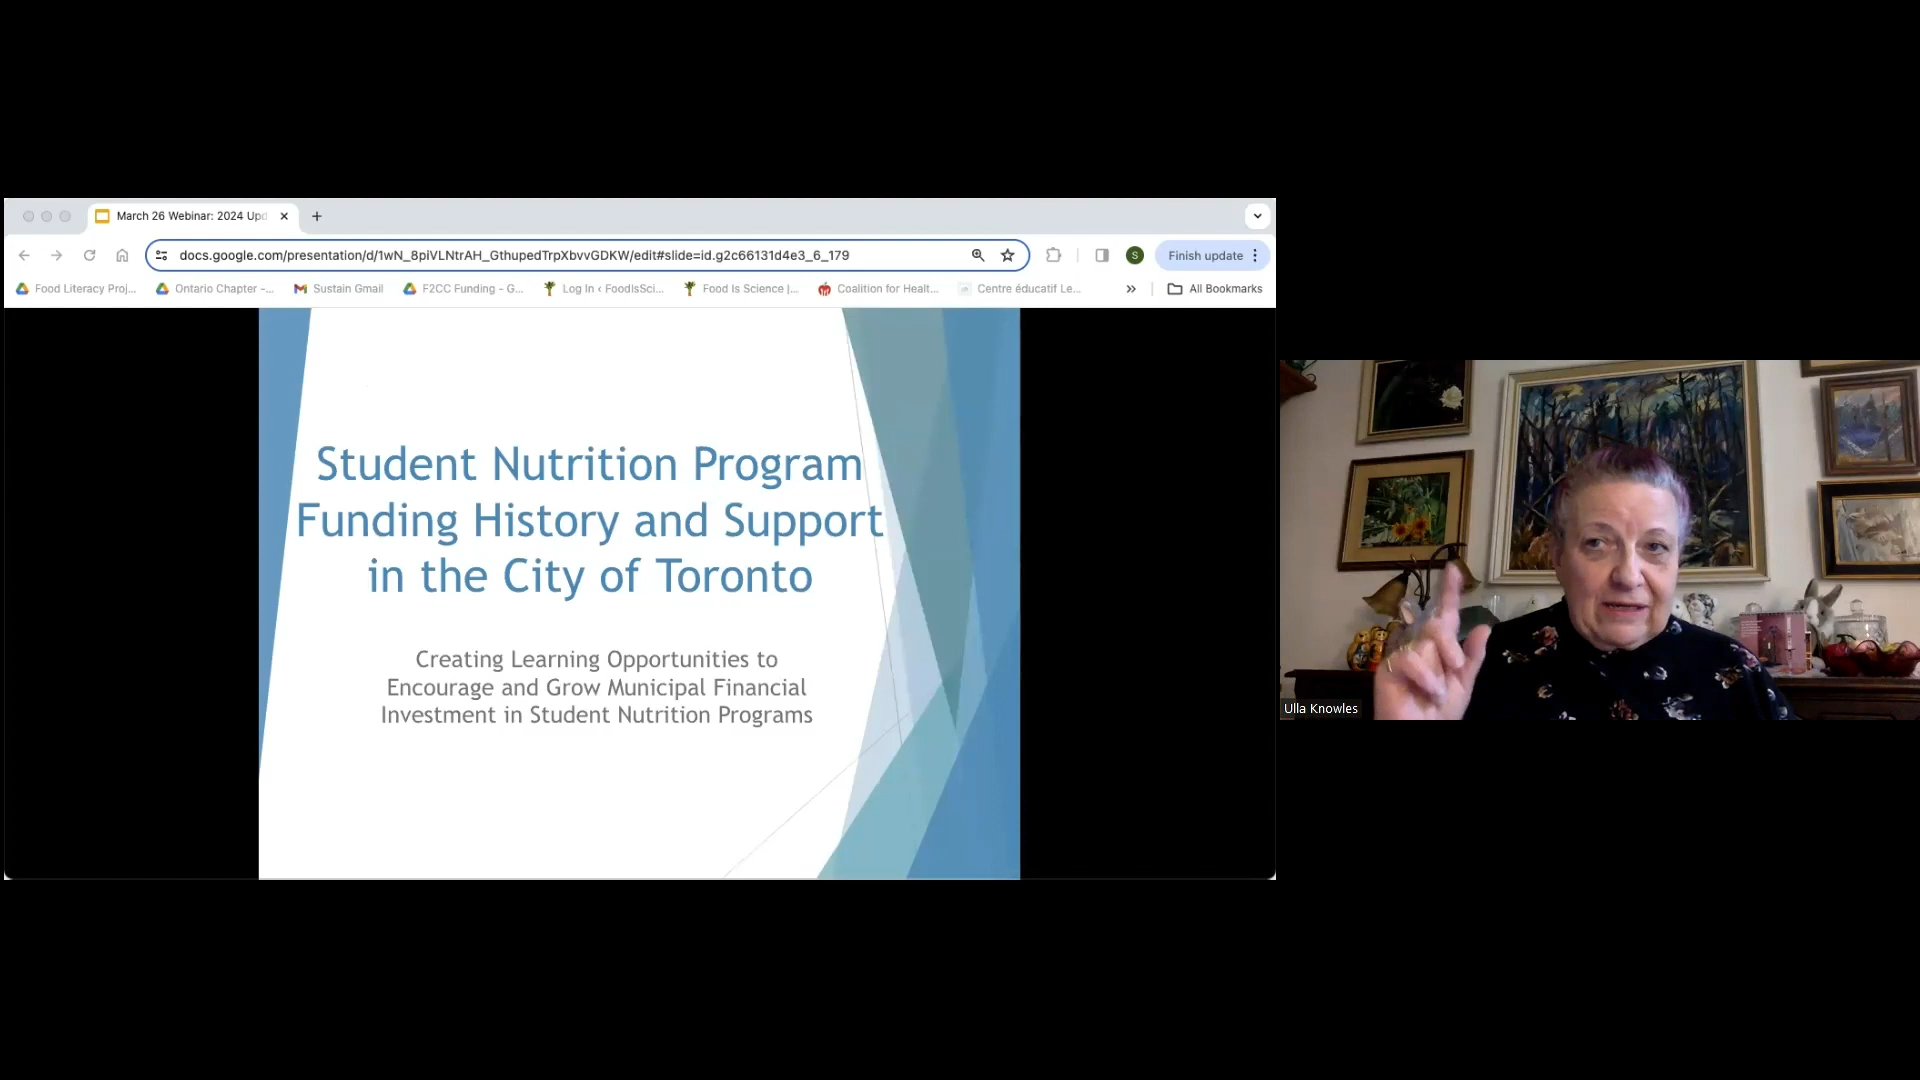 March 26 Webinar: 2024 Upd
docs.google.com/presentation/d/1wN_8piVLNtrAH_GthupedTrpXbvvGDKW/edit#slide=id.g2c66131d4e3_6_179
S
Finish update
Food Literacy Proj...
Ontario Chapter –...
Sustain Gmail
F2CC Funding - G...
Log In ‹ FoodIsSci...
Food Is Science |...
Coalition for Healt...
Centre éducatif Le...
All Bookmarks
Student Nutrition Program
Funding History and Support
in the City of Toronto
Creating Learning Opportunities to
Encourage and Grow Municipal Financial
Investment in Student Nutrition Programs
Ulla Knowles